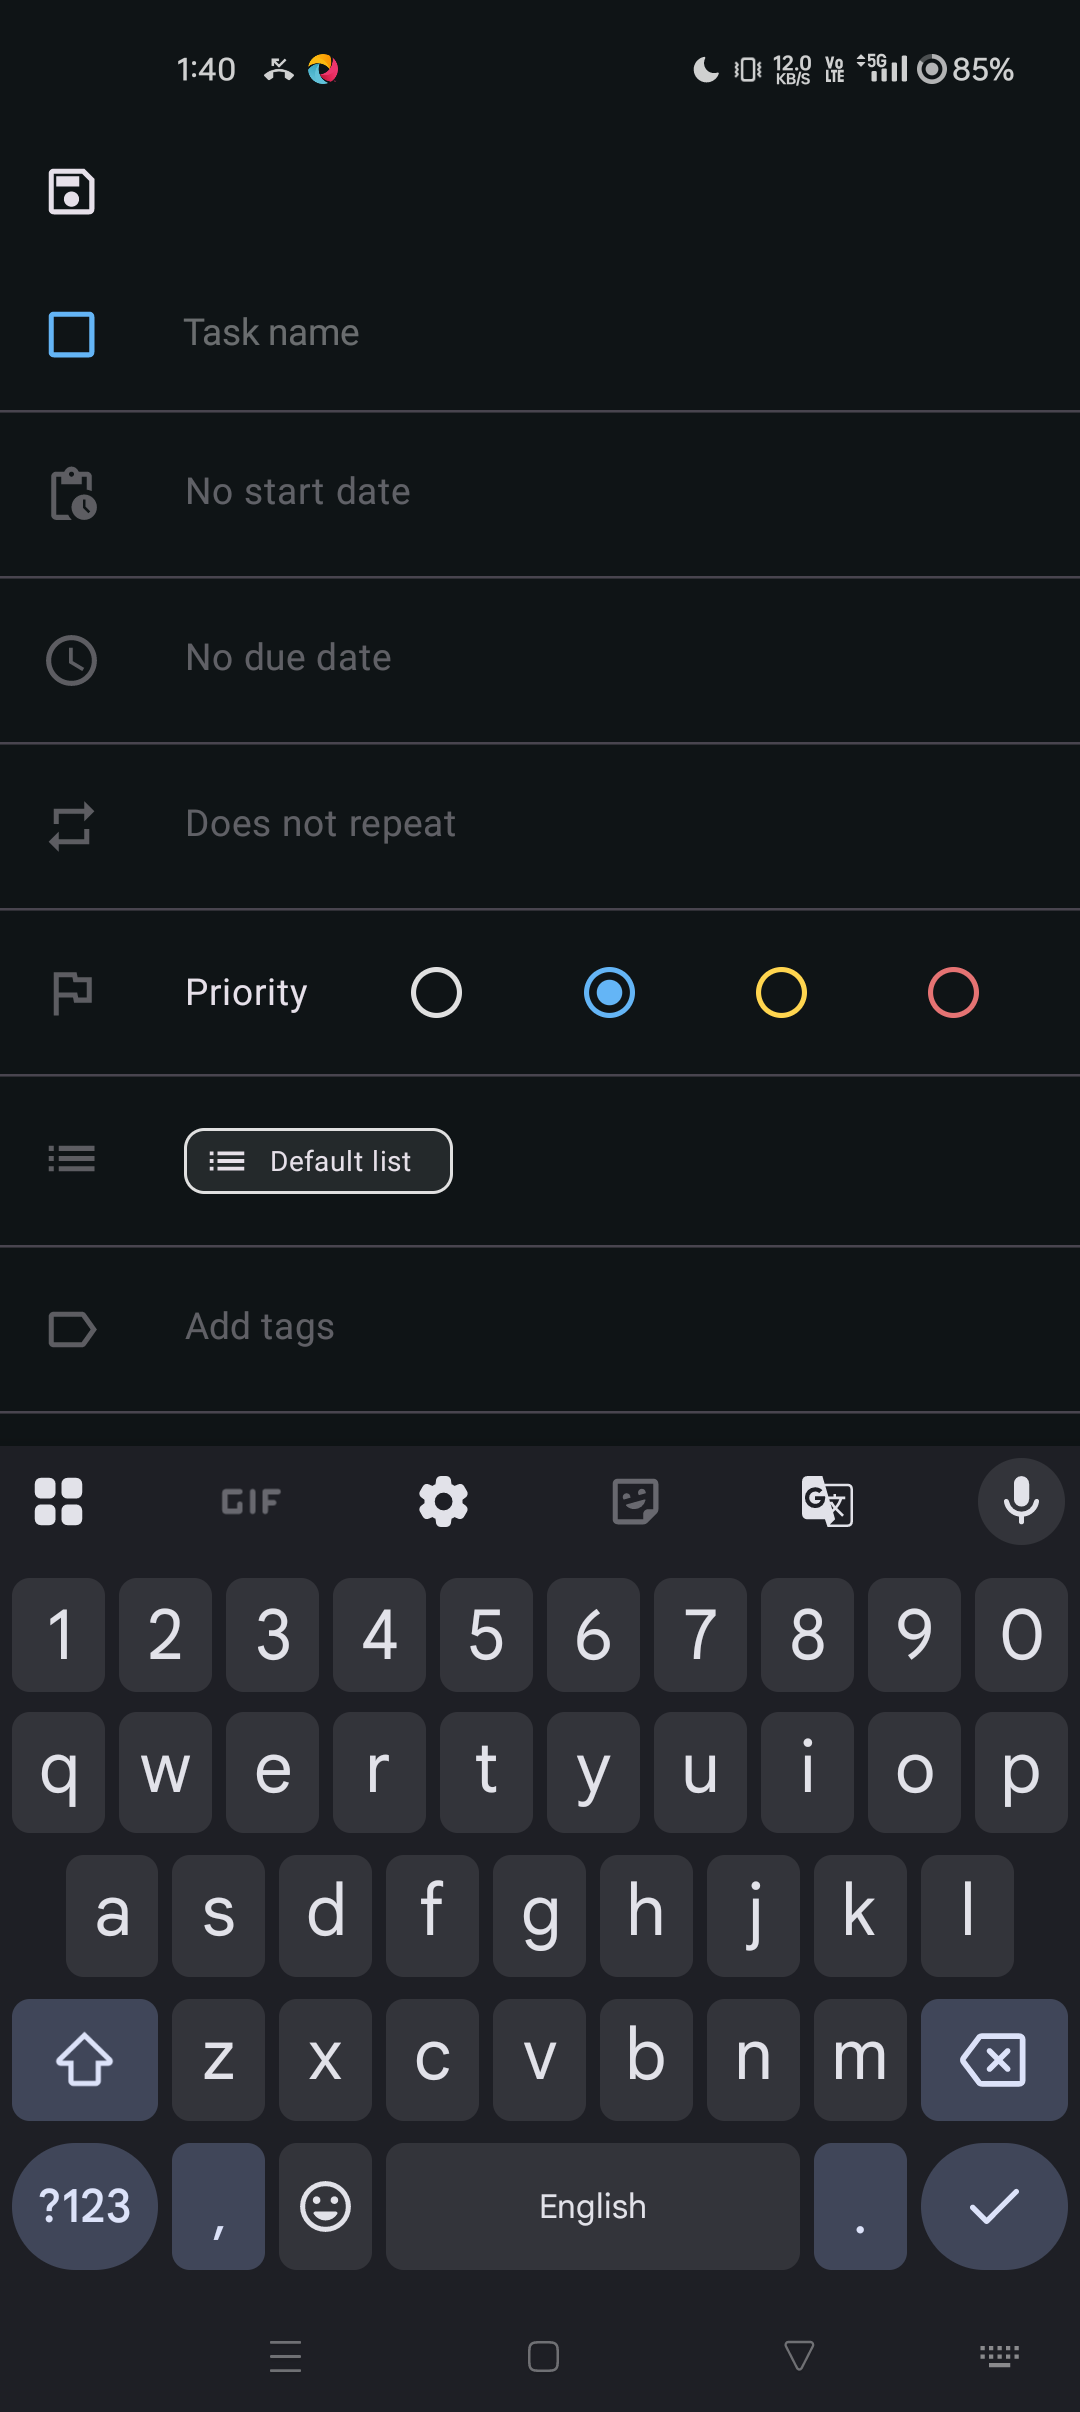 1:40 12.0 KB/S Vo LTE 5G 85%
Task name
No start date
No due date
Does not repeat
Priority
Default list
Add tags
GIF G
1 2 3 4 5 6 7 8 9 0
q w e r t y u i o p
a s d f g h j k l
z x c v b n m
?123 , English .